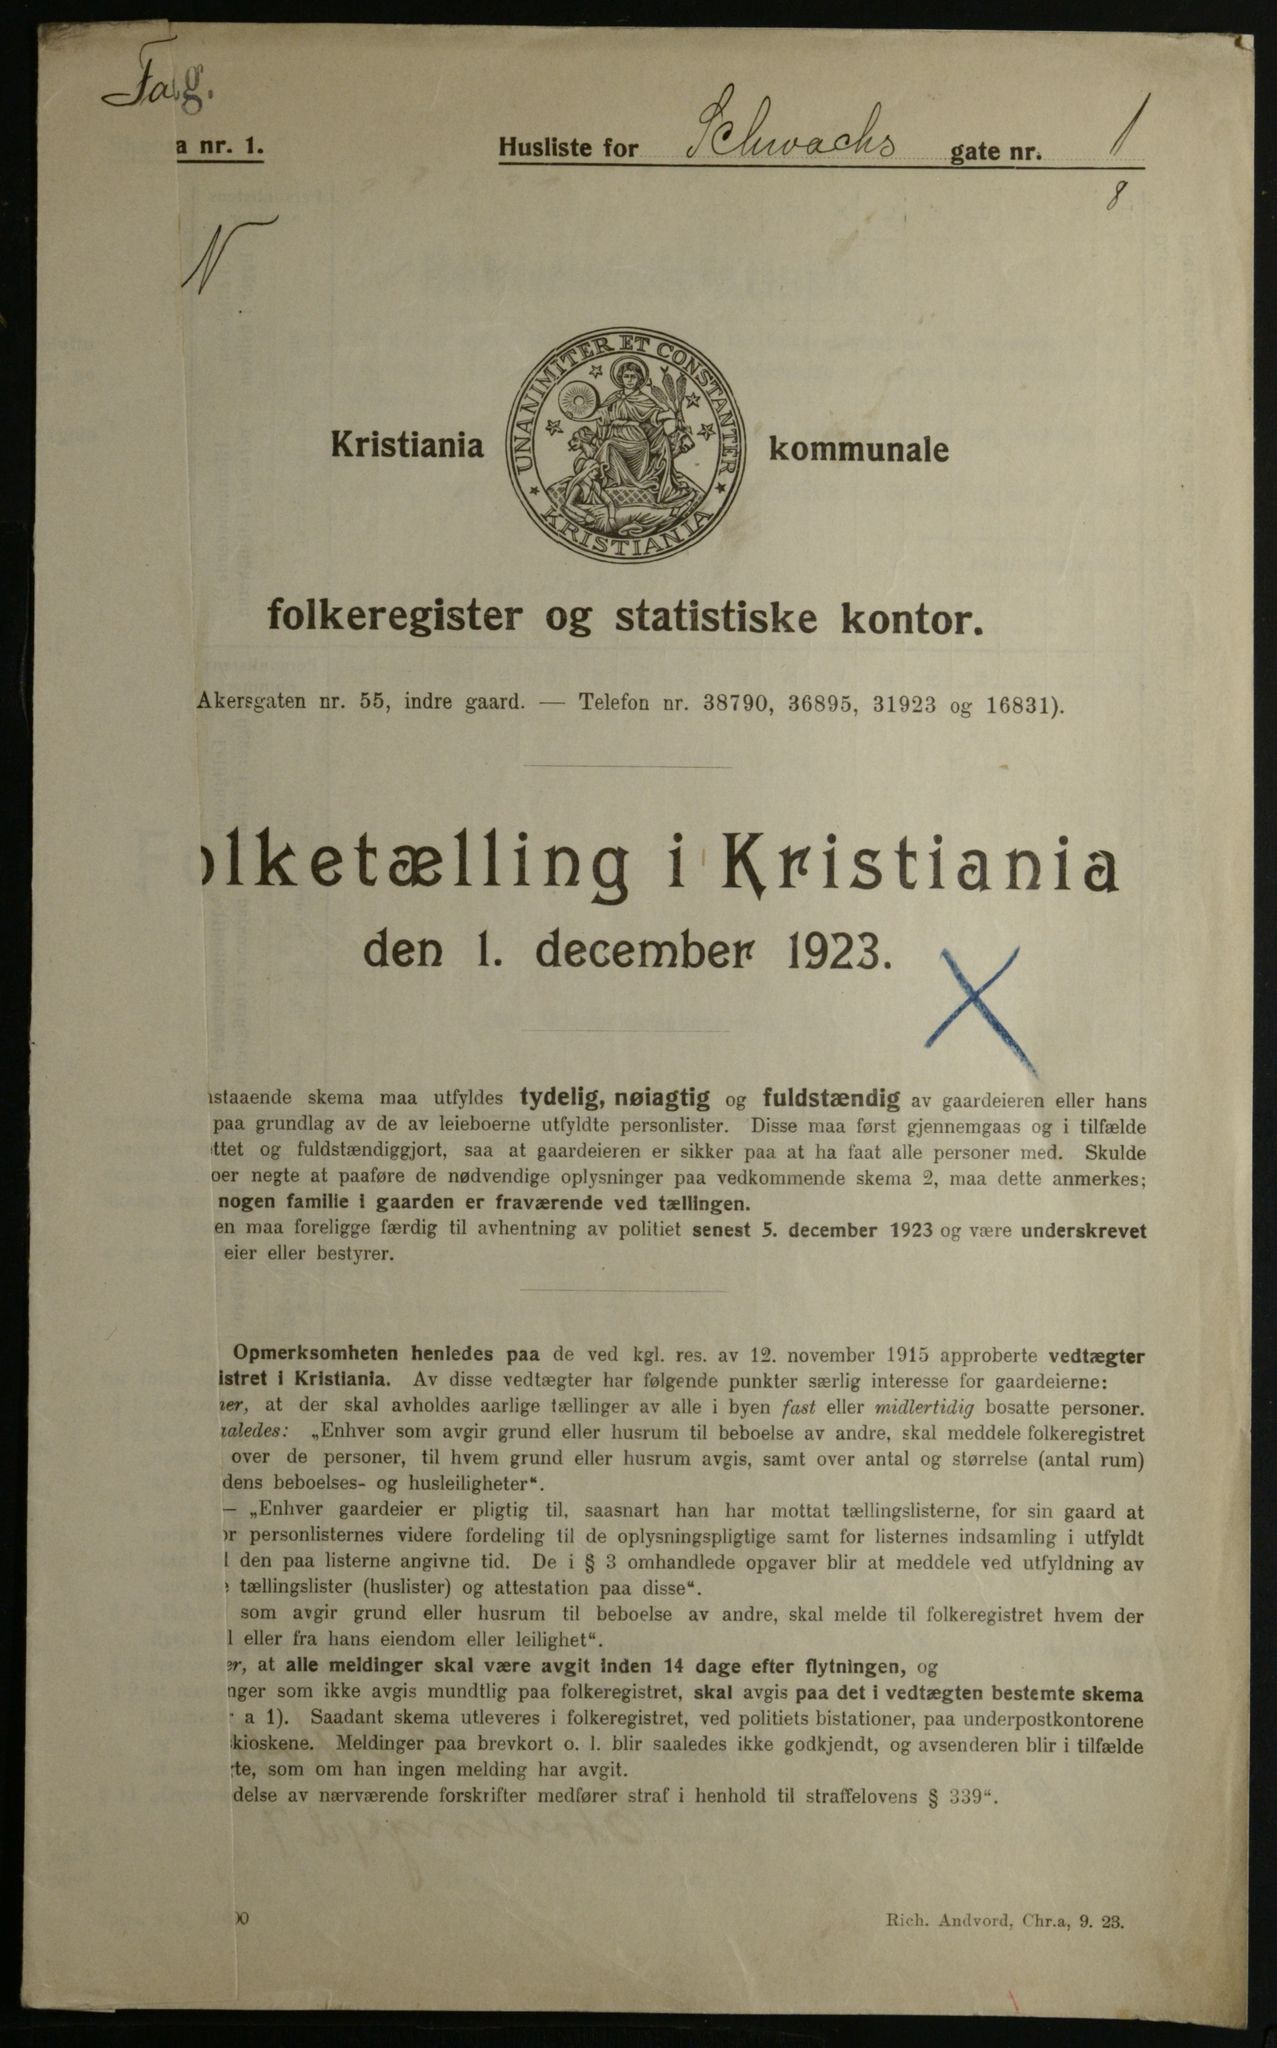 Fag.
a nr. 1.
Husliste for Schwachs gate nr. 1
8
N
UNANIMITER ET CONSTANTER
KRISTIANIA
Kristiania kommunale
folkeregister og statistiske kontor.
Akersgaten nr. 55, indre gaard. — Telefon nr. 38790, 36895, 31923 og 16831).
olketælling i Kristiania
den 1. december 1923.
nstaaende skema maa utfyldes tydelig, nøiagtig og fuldstændig av gaardeieren eller hans
paa grundlag av de av leieboerne utfyldte personlister. Disse maa først gjennemgaas og i tilfælde
ttet og fuldstændiggjort, saa at gaardeieren er sikker paa at ha faat alle personer med. Skulde
oer negte at paaføre de nødvendige oplysninger paa vedkommende skema 2, maa dette anmerkes;
nogen familie i gaarden er fraværende ved tællingen.
en maa foreligge færdig til avhentning av politiet senest 5. december 1923 og være underskrevet
eier eller bestyrer.
Opmerksomheten henledes paa de ved kgl. res. av 12. november 1915 approberte vedtægter
istret i Kristiania. Av disse vedtægter har følgende punkter særlig interesse for gaardeierne:
er, at der skal avholdes aarlige tællinger av alle i byen fast eller midlertidig bosatte personer.
aledes: „Enhver som avgir grund eller husrum til beboelse av andre, skal meddele folkeregistret
over de personer, til hvem grund eller husrum avgis, samt over antal og størrelse (antal rum)
dens beboelses- og husleiligheter“.
— „Enhver gaardeier er pligtig til, saasnart han har mottat tællingslisterne, for sin gaard at
or personlisternes videre fordeling til de oplysningspligtige samt for listernes indsamling i utfyldt
l den paa listerne angivne tid. De i § 3 omhandlede opgaver blir at meddele ved utfyldning av
e tællingslister (huslister) og attestation paa disse“.
som avgir grund eller husrum til beboelse av andre, skal melde til folkeregistret hvem der
l eller fra hans eiendom eller leilighet“.
er, at alle meldinger skal være avgit inden 14 dage efter flytningen, og
nger som ikke avgis mundtlig paa folkeregistret, skal avgis paa det i vedtægten bestemte skema
r a 1). Saadant skema utleveres i folkeregistret, ved politiets bistationer, paa underpostkontorene
kioskene. Meldinger paa brevkort o. l. blir saaledes ikke godkjendt, og avsenderen blir i tilfælde
te, som om han ingen melding har avgit.
delse av nærværende forskrifter medfører straf i henhold til straffelovens § 339“.
00
Rich. Andvord, Chr.a, 9. 23.